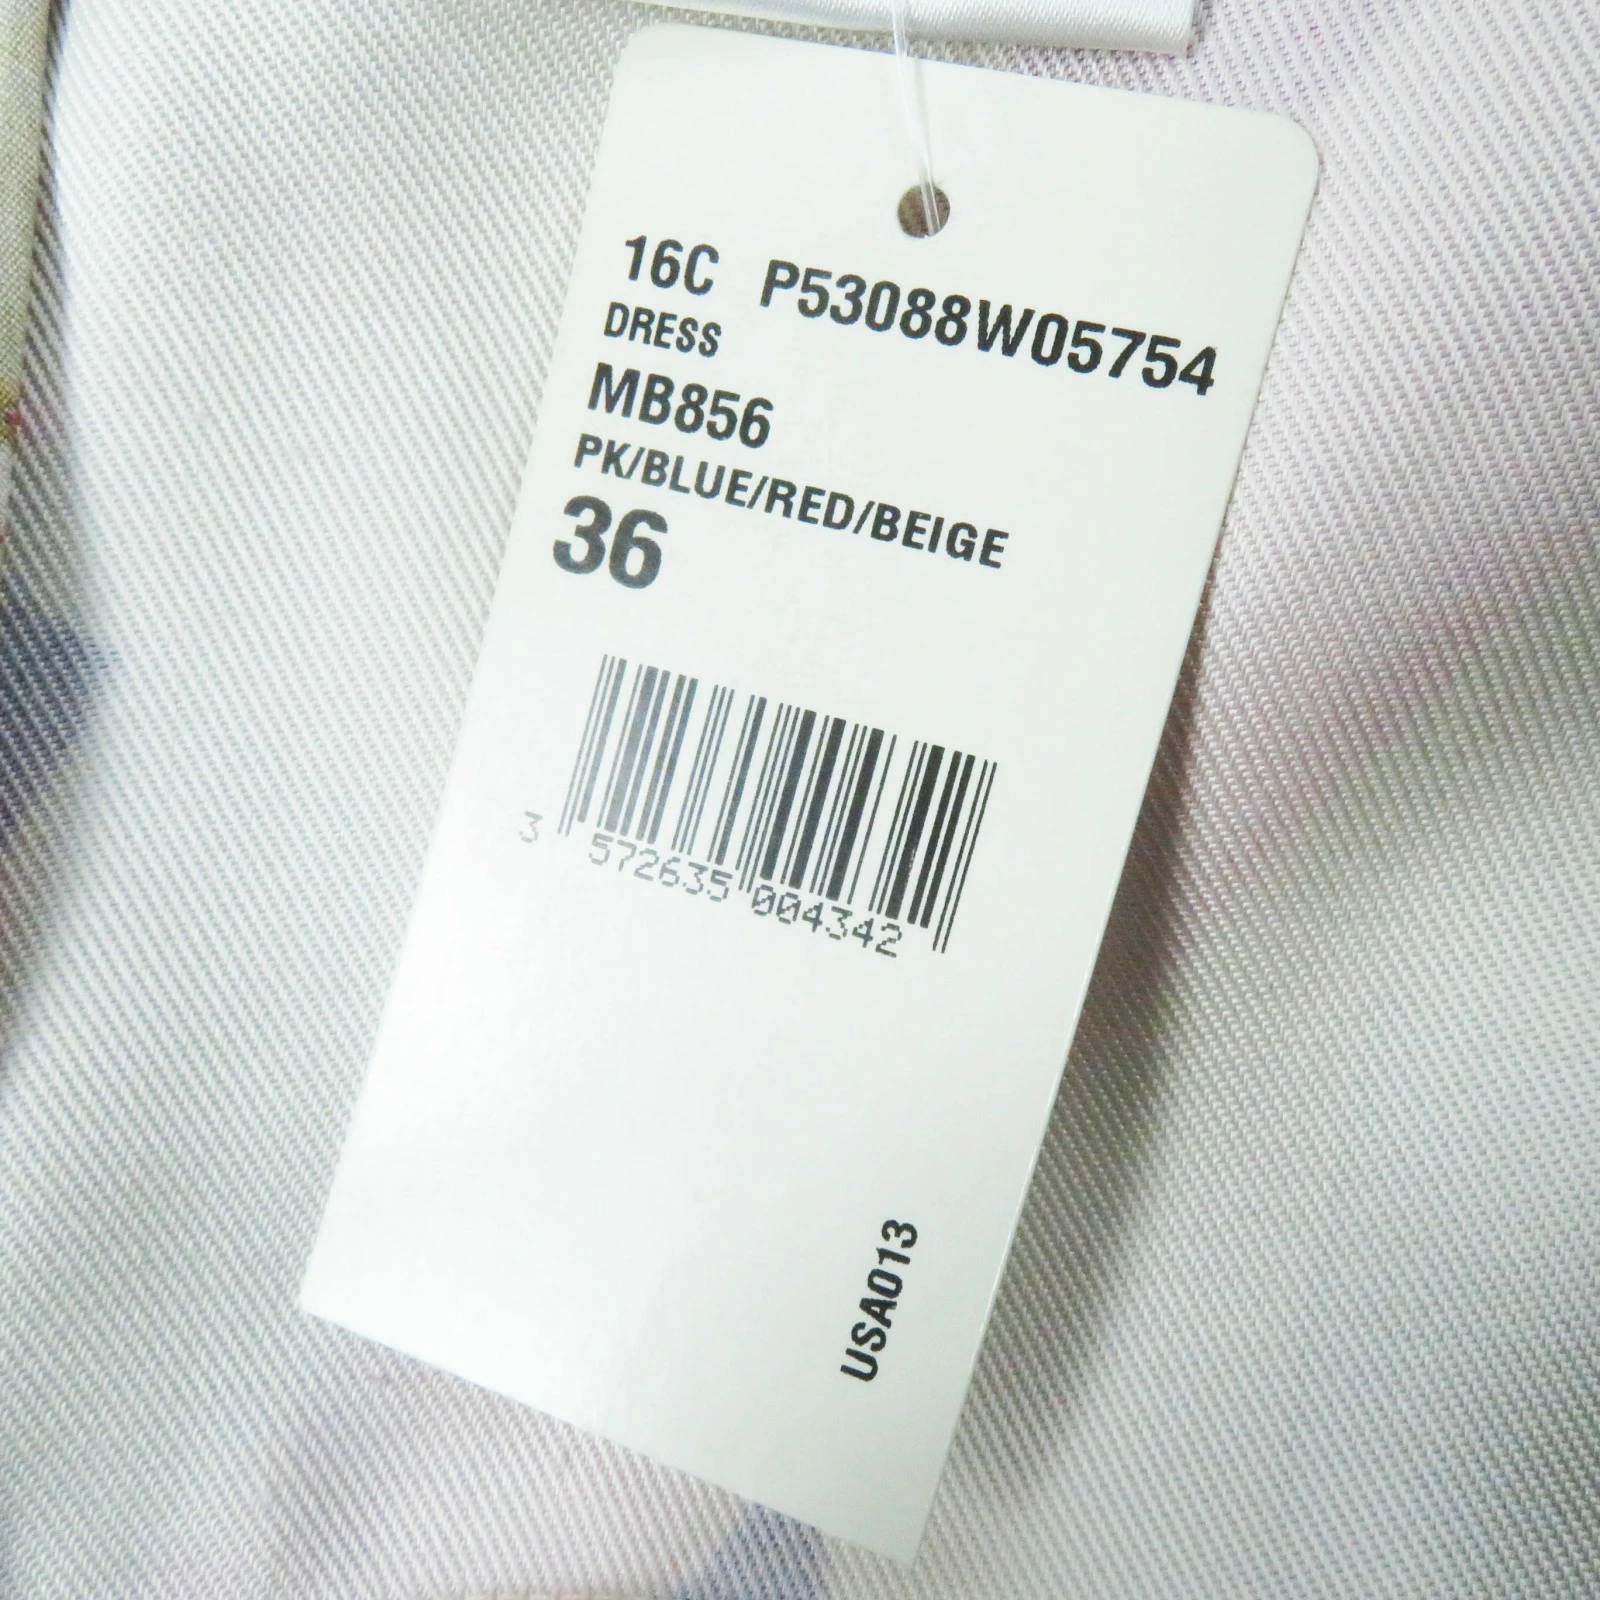 16C P53088W05754
DRESS
MB856
PK/BLUE/RED/BEIGE
36
3 572635 004342
USA013